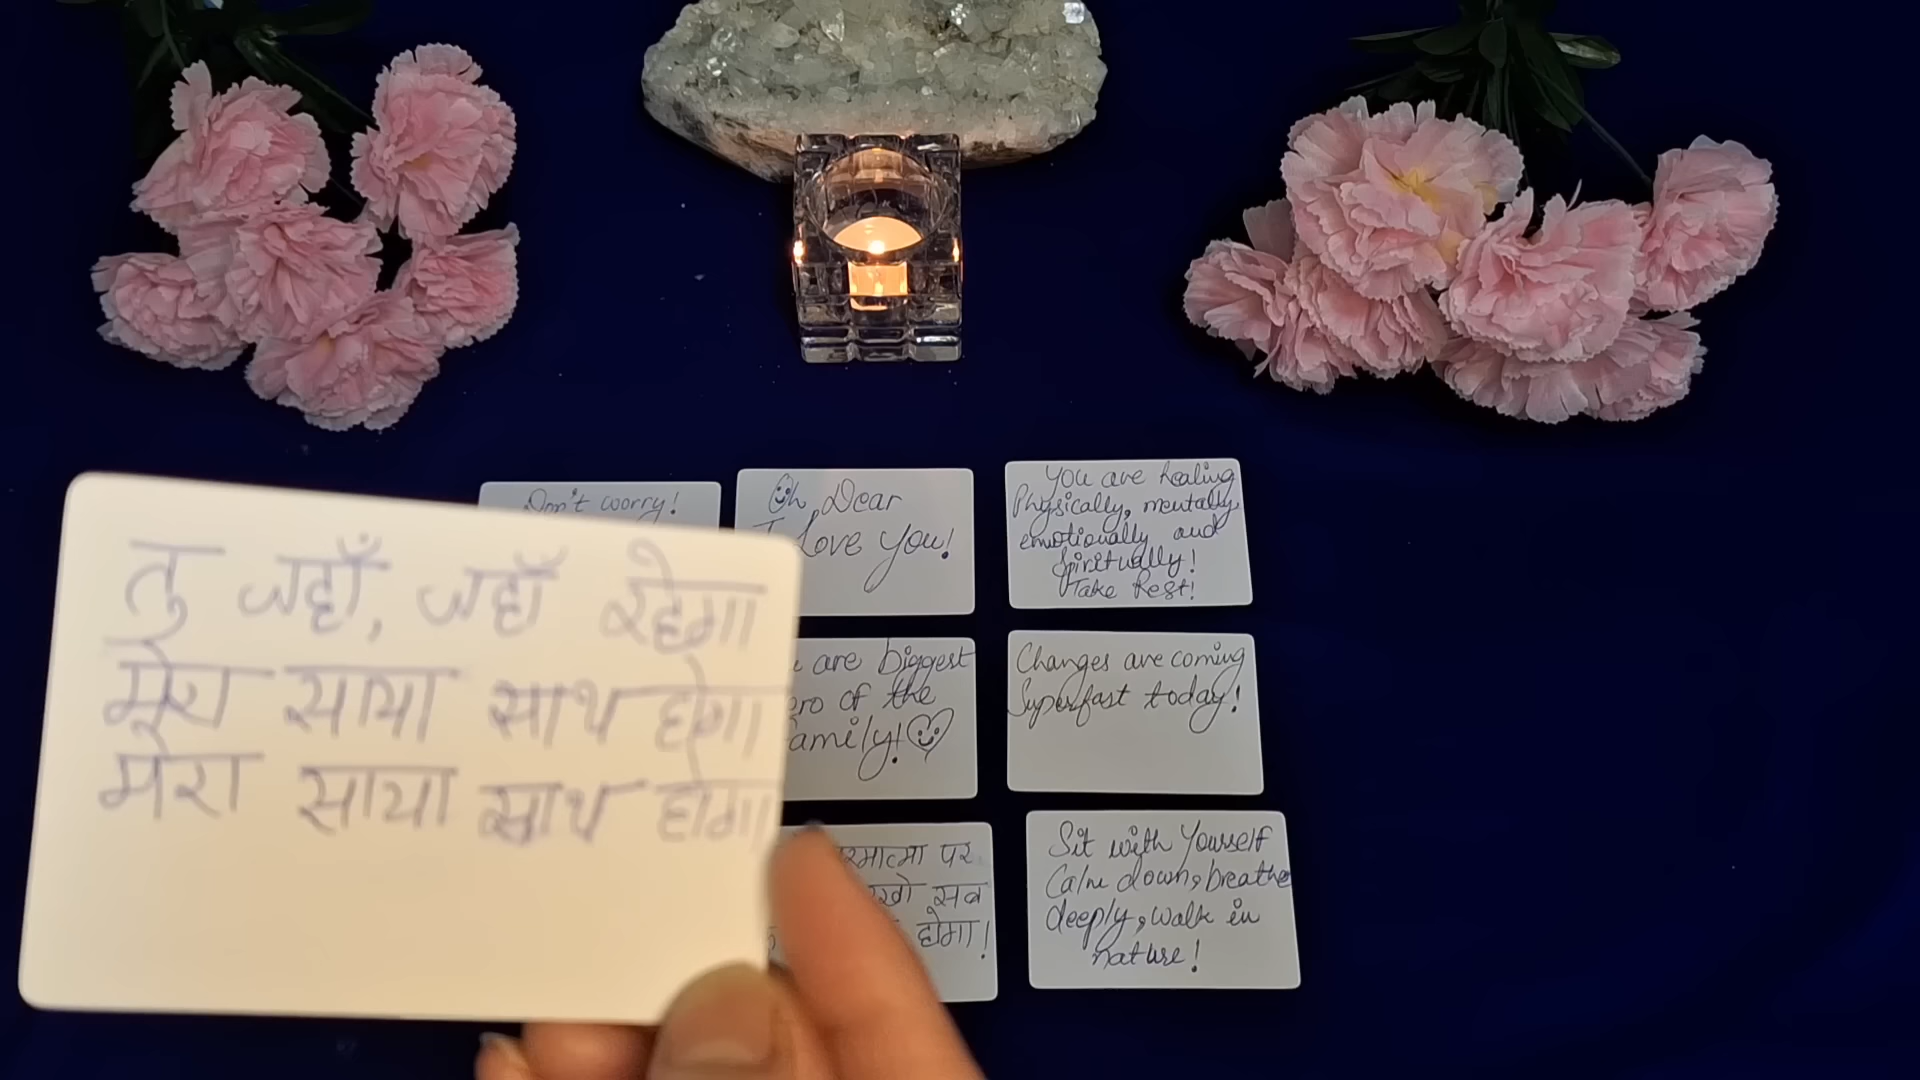 तु जहाँ, जहाँ रहेगा
मेरा साया साथ होगा
मेरा साया साथ होगा
Don't worry!
Oh, Dear
I Love you!
You are healing
Physically, mentally,
emotionally and
Spiritually!
Take Rest!
are biggest
of the
family!
Changes are coming
Superfast today!
पर
सब
होगा!
Sit with Yourself
Calm down, breathe
deeply, walk in
nature!